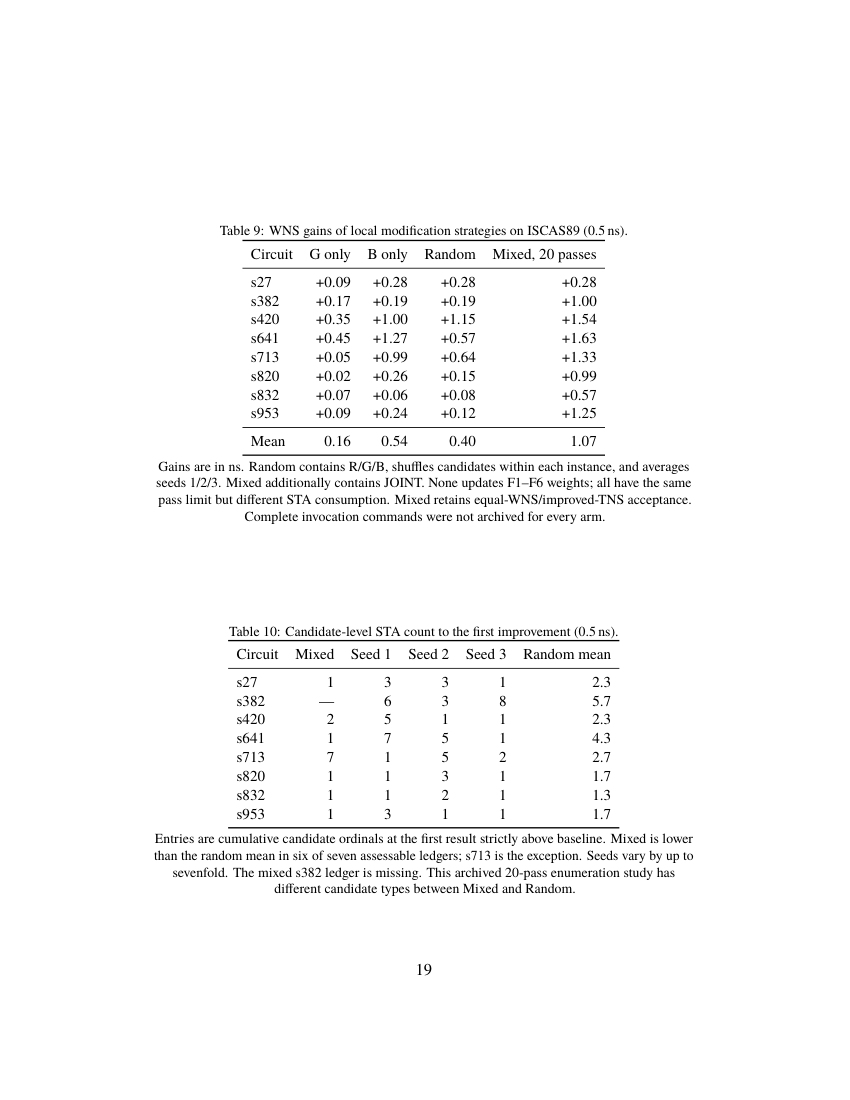 Table 9: WNS gains of local modification strategies on ISCAS89 (0.5 ns).
Circuit G only B only Random Mixed, 20 passes
s27 +0.09 +0.28 +0.28 +0.28
s382 +0.17 +0.19 +0.19 +1.00
s420 +0.35 +1.00 +1.15 +1.54
s641 +0.45 +1.27 +0.57 +1.63
s713 +0.05 +0.99 +0.64 +1.33
s820 +0.02 +0.26 +0.15 +0.99
s832 +0.07 +0.06 +0.08 +0.57
s953 +0.09 +0.24 +0.12 +1.25
Mean 0.16 0.54 0.40 1.07
Gains are in ns. Random contains R/G/B, shuffles candidates within each instance, and averages
seeds 1/2/3. Mixed additionally contains JOINT. None updates F1–F6 weights; all have the same
pass limit but different STA consumption. Mixed retains equal-WNS/improved-TNS acceptance.
Complete invocation commands were not archived for every arm.
Table 10: Candidate-level STA count to the first improvement (0.5 ns).
Circuit Mixed Seed 1 Seed 2 Seed 3 Random mean
s27 1 3 3 1 2.3
s382 — 6 3 8 5.7
s420 2 5 1 1 2.3
s641 1 7 5 1 4.3
s713 7 1 5 2 2.7
s820 1 1 3 1 1.7
s832 1 1 2 1 1.3
s953 1 3 1 1 1.7
Entries are cumulative candidate ordinals at the first result strictly above baseline. Mixed is lower
than the random mean in six of seven assessable ledgers; s713 is the exception. Seeds vary by up to
sevenfold. The mixed s382 ledger is missing. This archived 20-pass enumeration study has
different candidate types between Mixed and Random.
19